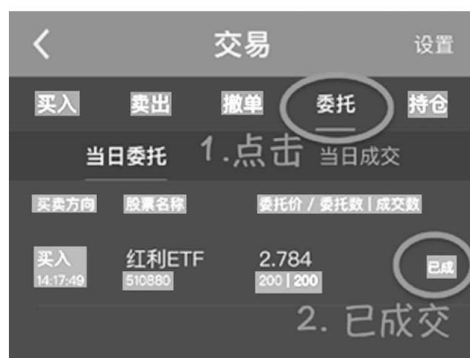 交易 设置
买入 卖出 撤单 委托 持仓
当日委托 1.点击 当日成交
买卖方向 股票名称 委托价 / 委托数 | 成交数
买入 红利ETF 2.784 已成
14:17:49 510880 200 | 200
2. 已成交